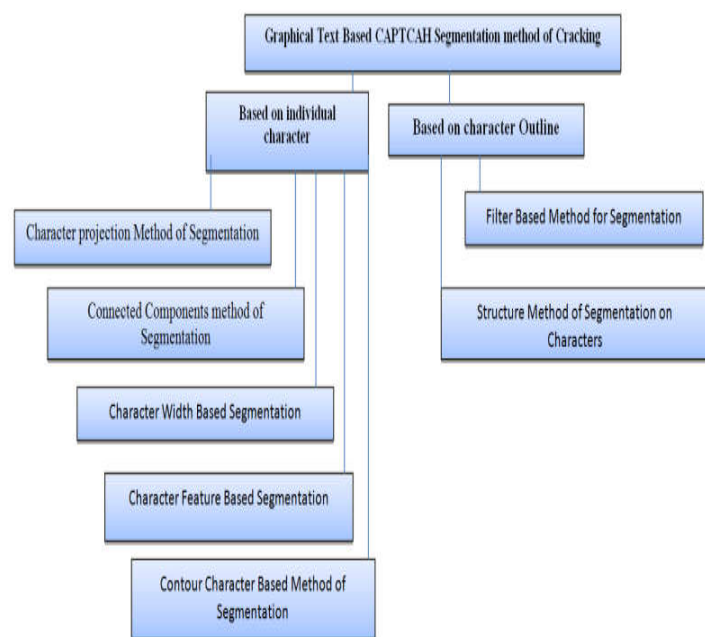 Graphical Text Based CAPTCAH Segmentation method of Cracking
Based on individual
character
Based on character Outline
Character projection Method of Segmentation
Filter Based Method for Segmentation
Connected Components method of
Segmentation
Structure Method of Segmentation on
Characters
Character Width Based Segmentation
Character Feature Based Segmentation
Contour Character Based Method of
Segmentation